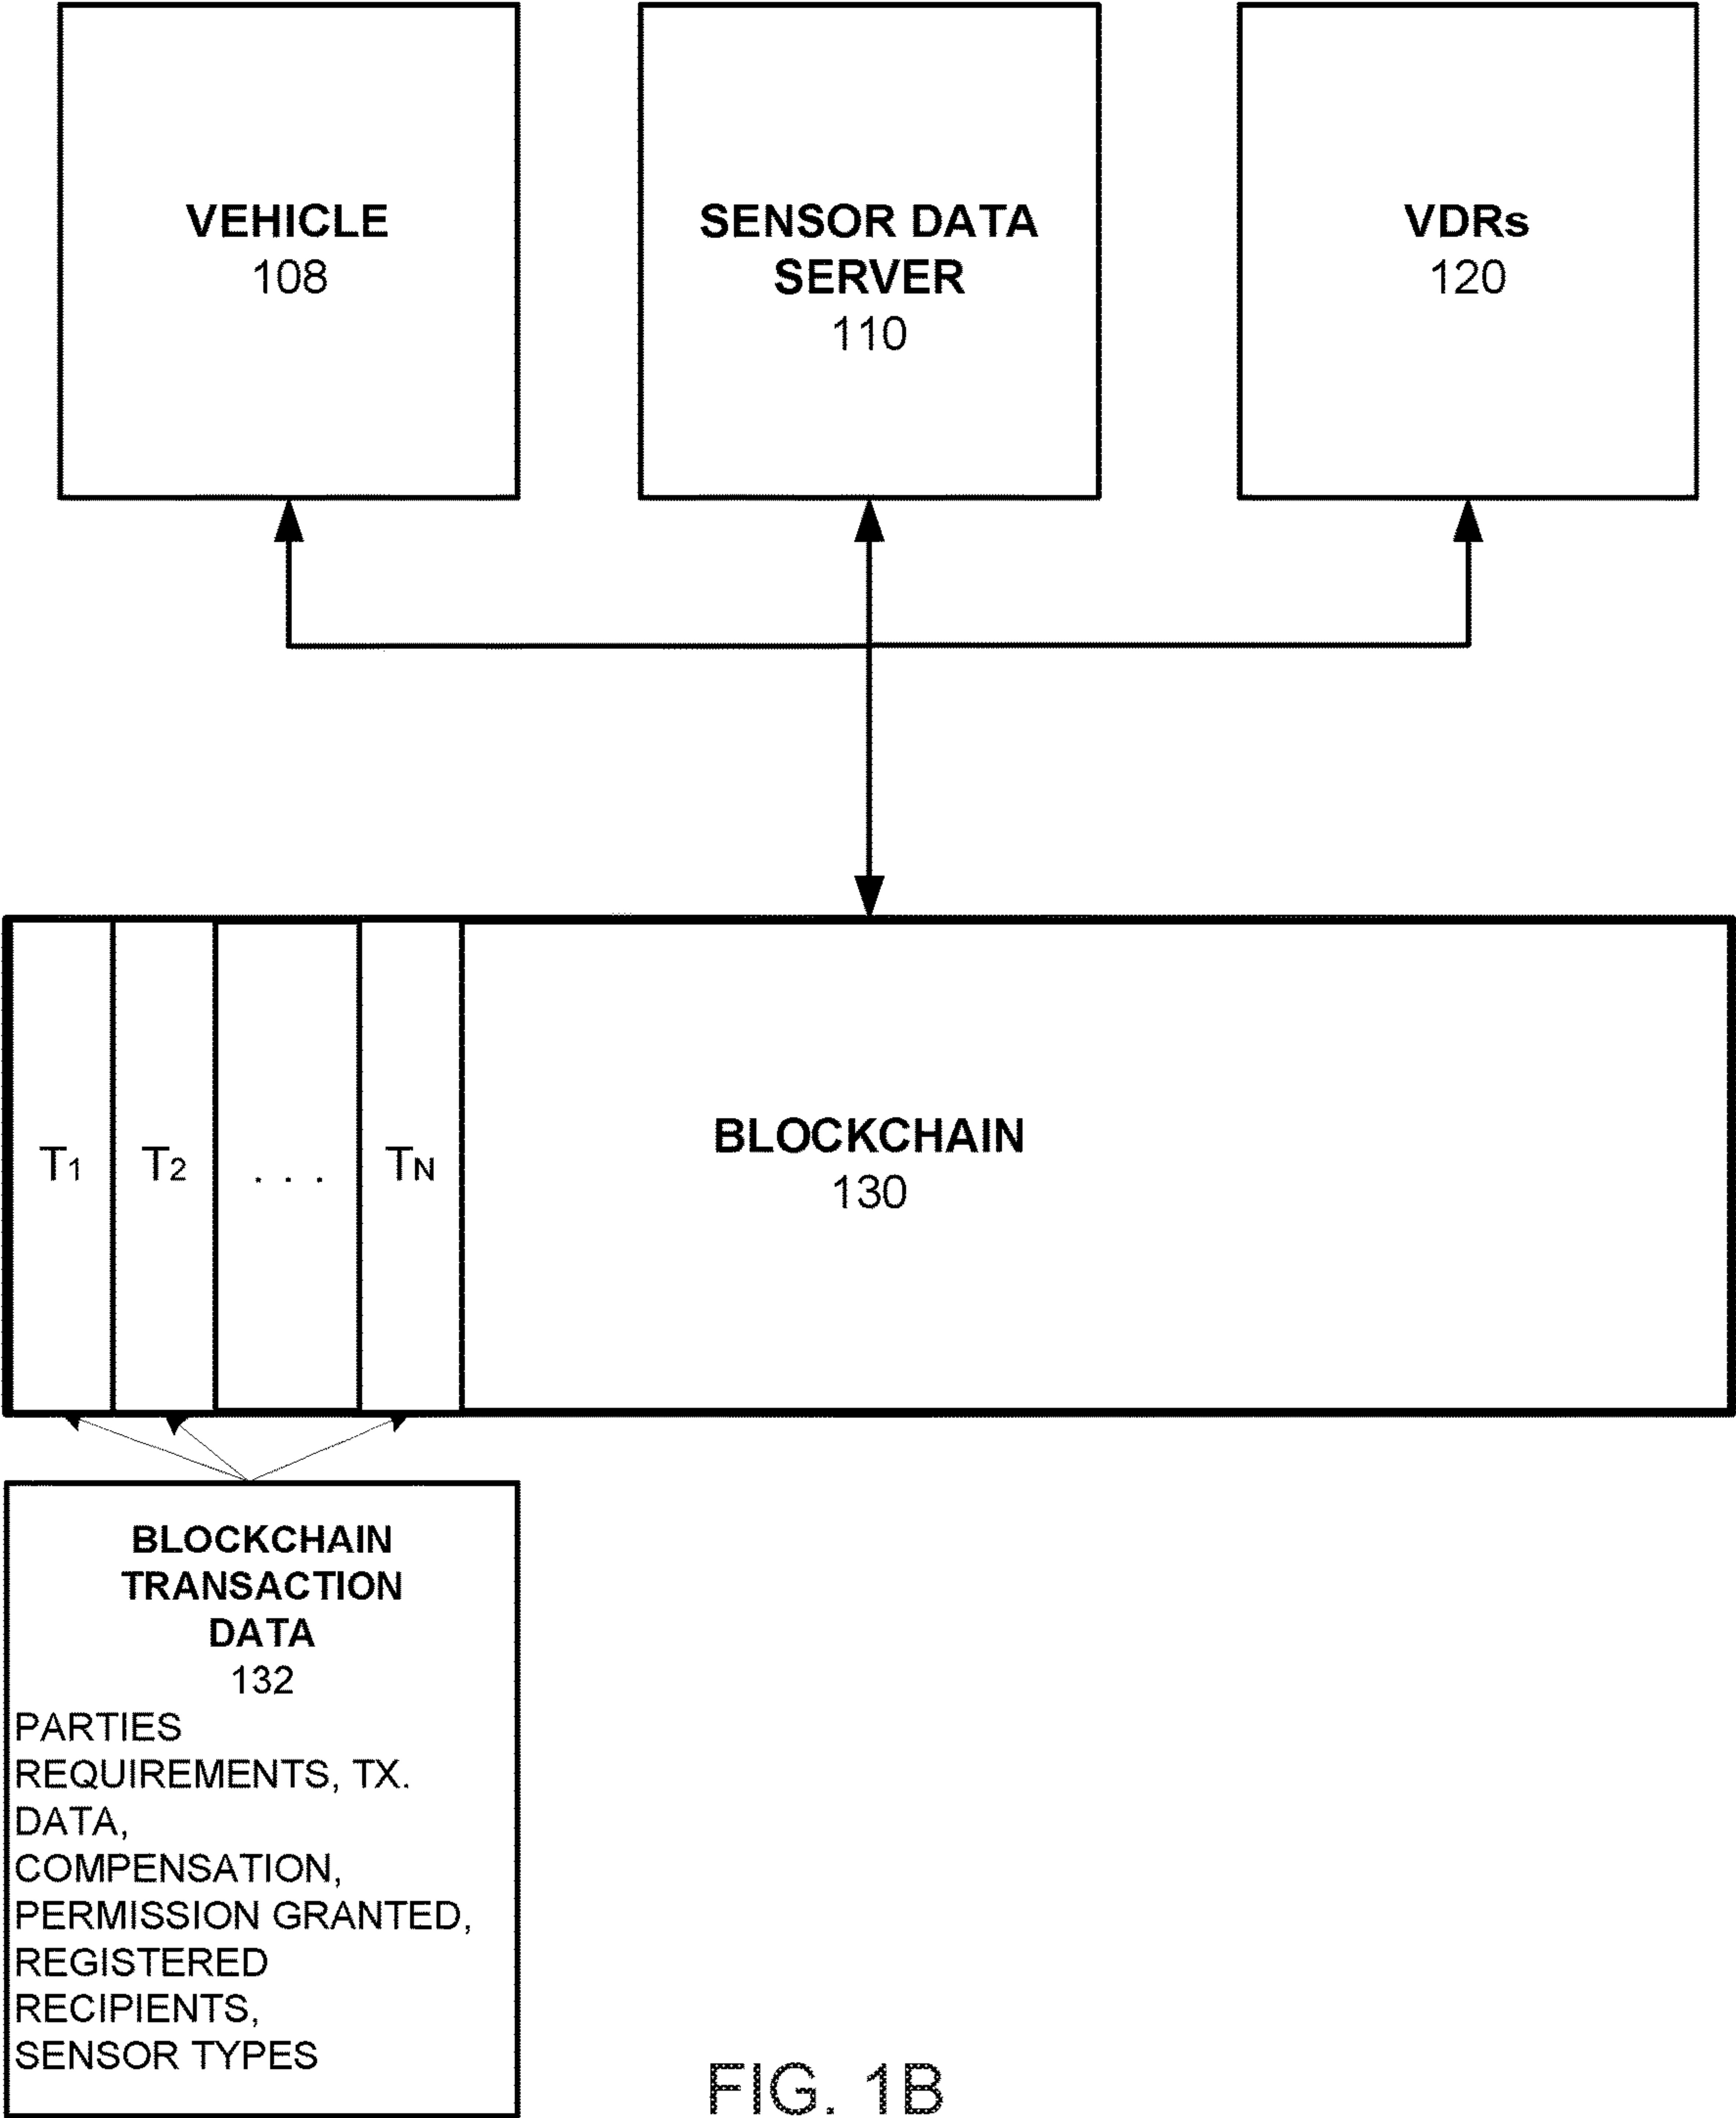 VEHICLE
108
SENSOR DATA
SERVER
110
VDRs
120
T1
T2
. . .
TN
BLOCKCHAIN
130
BLOCKCHAIN
TRANSACTION
DATA
132
PARTIES
REQUIREMENTS, TX.
DATA,
COMPENSATION,
PERMISSION GRANTED,
REGISTERED
RECIPIENTS,
SENSOR TYPES
FIG. 1B